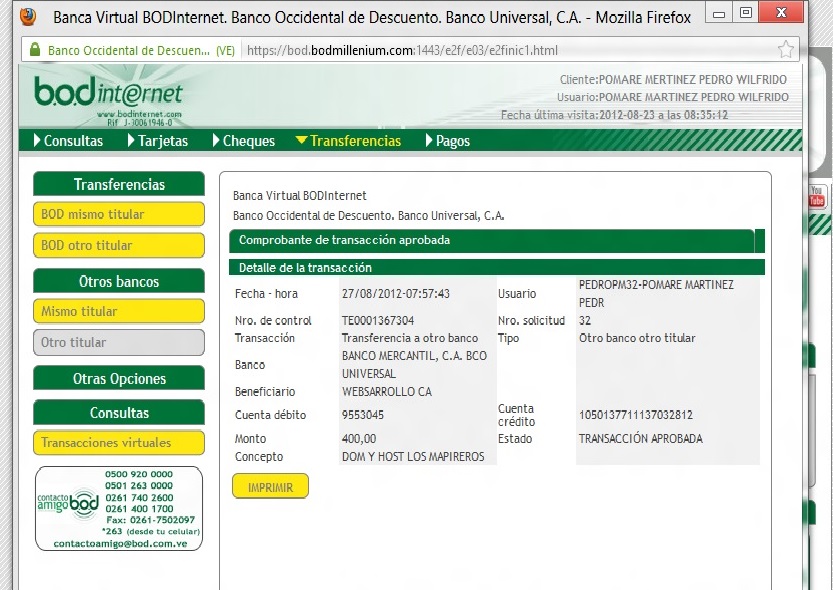 Banca Virtual BODInternet. Banco Occidental de Descuento. Banco Universal, C.A. - Mozilla Firefox
Banco Occidental de Descuen... (VE) https://bod.bodmillenium.com:1443/e2f/e03/e2finic1.html
bod int@rnet
www.bodinternet.com
Rif J-30061946-0
Cliente:POMARE MERTINEZ PEDRO WILFRIDO
Usuario:POMARE MARTINEZ PEDRO WILFRIDO
Fecha última visita:2012-08-23 a las 08:35:12
Consultas Tarjetas Cheques Transferencias Pagos
Transferencias
BOD mismo titular
BOD otro titular
Otros bancos
Mismo titular
Otro titular
Otras Opciones
Consultas
Transacciones virtuales
contacto amigo bod
0500 920 0000
0501 263 0000
0261 740 2600
0261 400 1700
Fax: 0261-7502097
*263 (desde tu celular)
contactoamigo@bod.com.ve
Banca Virtual BODInternet
Banco Occidental de Descuento. Banco Universal, C.A.
Comprobante de transacción aprobada
Detalle de la transacción
Fecha - hora 27/08/2012-07:57:43 Usuario PEDROPM32-POMARE MARTINEZ PEDR
Nro. de control TE0001367304 Nro. solicitud 32
Transacción Transferencia a otro banco Tipo Otro banco otro titular
Banco BANCO MERCANTIL, C.A. BCO UNIVERSAL
Beneficiario WEBSARROLLO CA
Cuenta débito 9553045 Cuenta crédito 1050137711137032812
Monto 400,00 Estado TRANSACCIÓN APROBADA
Concepto DOM Y HOST LOS MAPIREROS
IMPRIMIR
You Tube